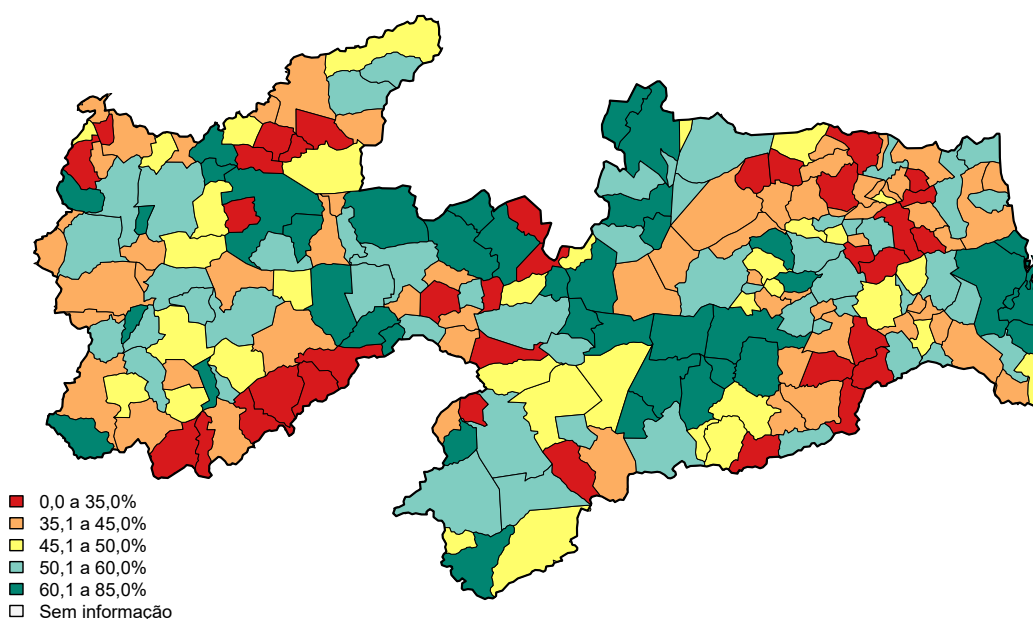 0,0 a 35,0%
35,1 a 45,0%
45,1 a 50,0%
50,1 a 60,0%
60,1 a 85,0%
Sem informação